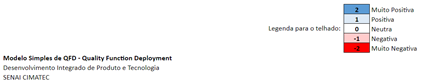 2 Muito Positiva
1 Positiva
Legenda para o telhado: 0 Neutra
-1 Negativa
-2 Muito Negativa
Modelo Simples de QFD - Quality Function Deployment
Desenvolvimento Integrado de Produto e Tecnologia
SENAI CIMATEC